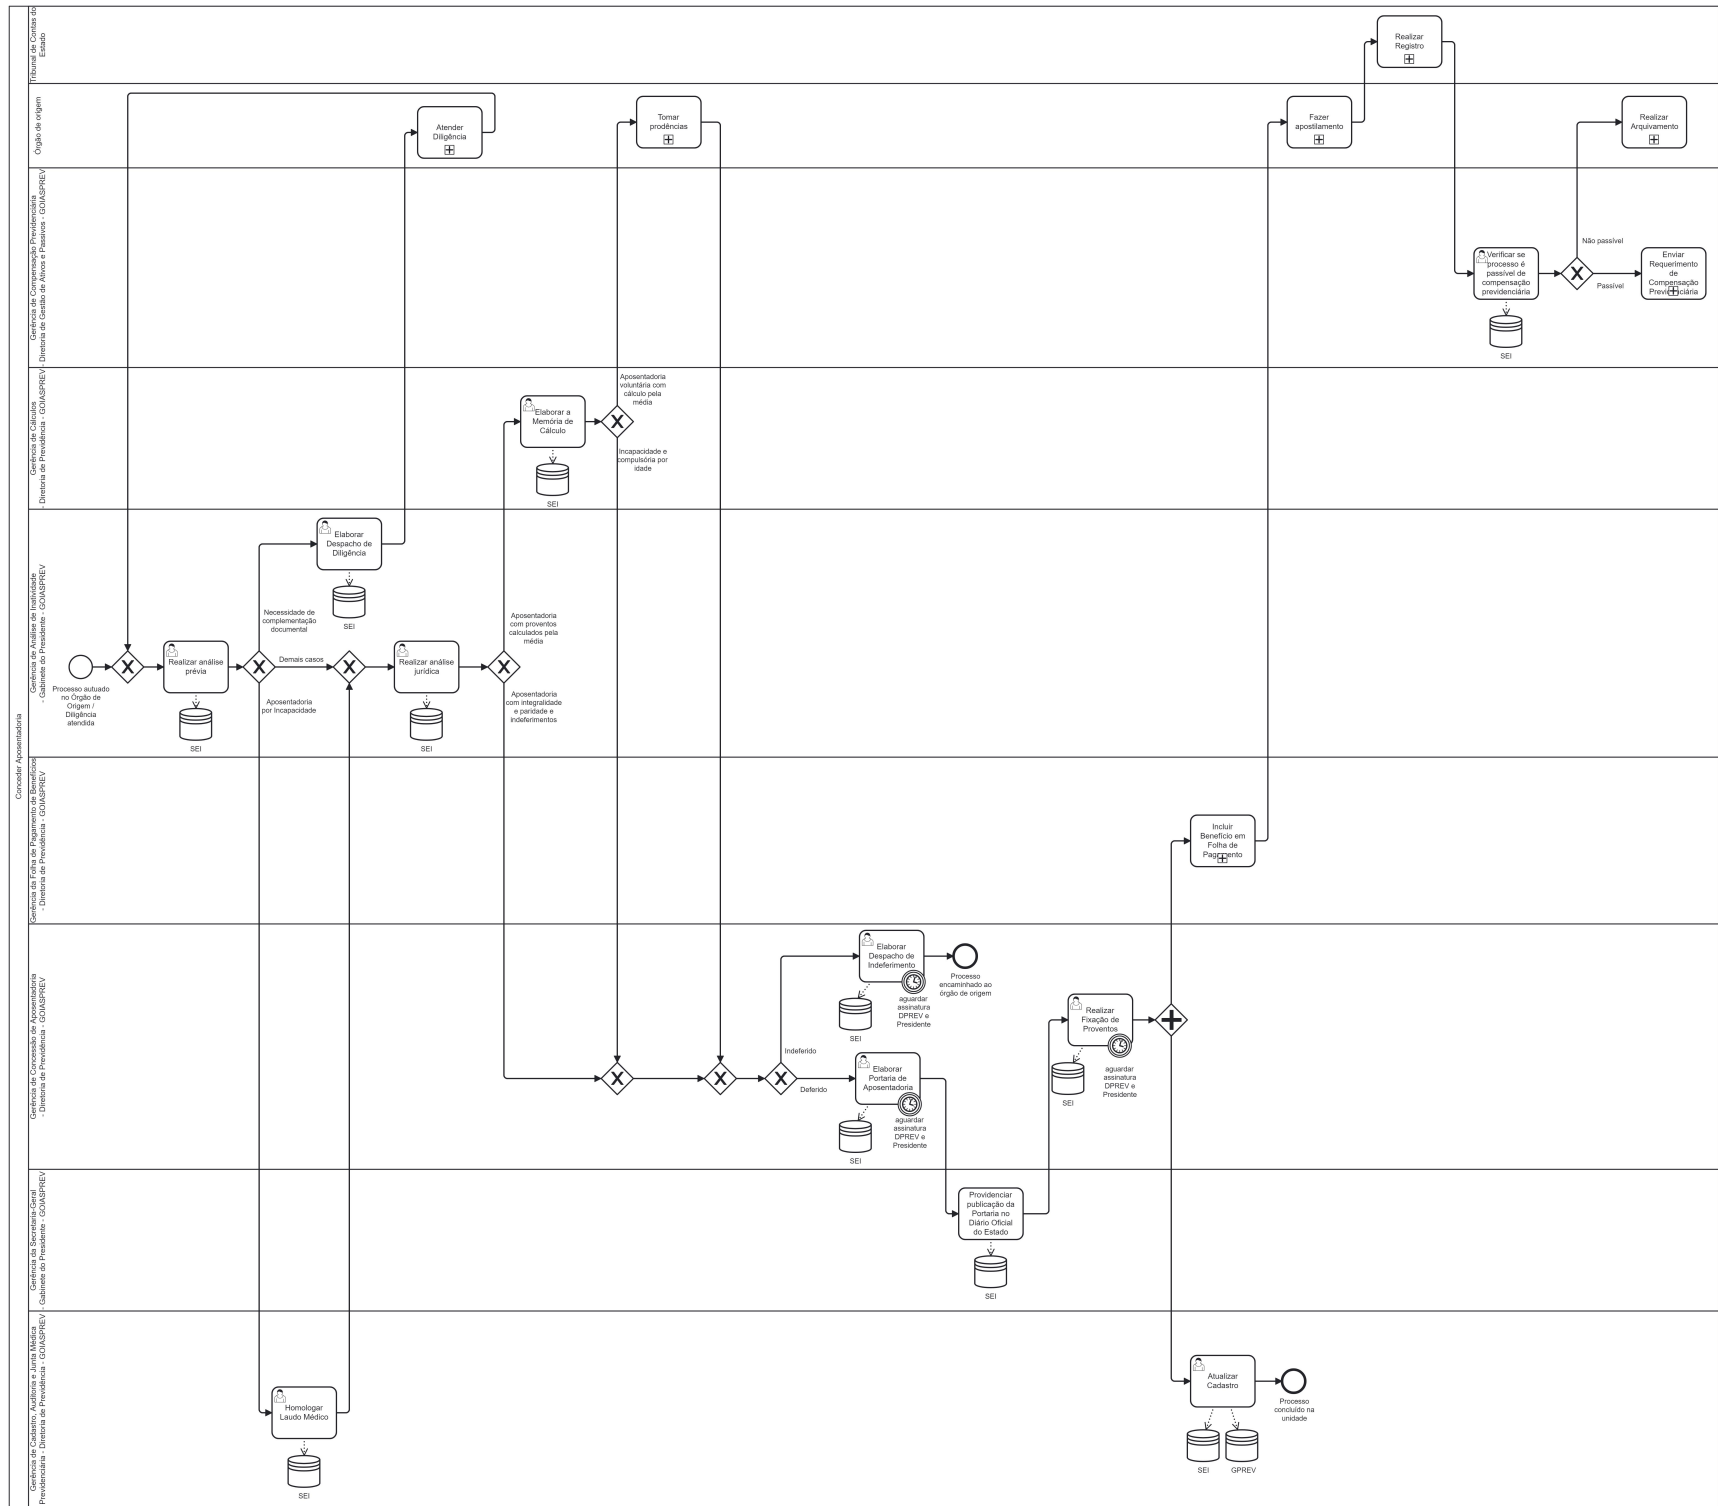 Conceder Aposentadoria
Tribunal de Contas do
Estado
Realizar
Registro
Órgão de origem
Atender
Diligência
Tomar
prodências
Fazer
apostilamento
Realizar
Arquivamento
Gerência de Compensação Previdenciária
- Diretoria de Gestão de Ativos e Passivos - GOIASPREV
Não passível
Verificar se
processo é
passível de
compensação
previdenciária
Passível
Enviar
Requerimento
de
Compensação
Previdenciária
SEI
Gerência de Cálculos
- Diretoria de Previdência - GOIASPREV
Aposentadoria
voluntária com
cálculo pela
média
Elaborar a
Memória de
Cálculo
Incapacidade e
compulsória por
idade
SEI
Gerência de Análise de Inatividade
- Gabinete do Presidente - GOIASPREV
Elaborar
Despacho de
Diligência
SEI
Necessidade de
complementação
documental
Aposentadoria
com proventos
calculados pela
média
Processo autuado
no Órgão de
Origem /
Diligência
atendida
Realizar análise
prévia
SEI
Demais casos
Aposentadoria
por Incapacidade
Realizar análise
jurídica
SEI
Aposentadoria
com integralidade
e paridade e
indeferimentos
Gerência da Folha de Pagamento de Benefícios
- Diretoria de Previdência - GOIASPREV
Incluir
Benefício em
Folha de
Pagamento
Gerência de Concessão de Aposentadoria
- Diretoria de Previdência - GOIASPREV
Elaborar
Despacho de
Indeferimento
Processo
encaminhado ao
órgão de origem
aguardar
assinatura
DPREV e
Presidente
SEI
Indeferido
Deferido
Elaborar
Portaria de
Aposentadoria
aguardar
assinatura
DPREV e
Presidente
SEI
Realizar
Fixação de
Proventos
aguardar
assinatura
DPREV e
Presidente
SEI
Gerência da Secretaria-Geral
- Gabinete do Presidente - GOIASPREV
Providenciar
publicação da
Portaria no
Diário Oficial
do Estado
SEI
Gerência de Cadastro, Auditoria e Junta Médica
Previdenciária - Diretoria de Previdência - GOIASPREV
Homologar
Laudo Médico
SEI
Atualizar
Cadastro
Processo
concluído na
unidade
SEI
GPREV